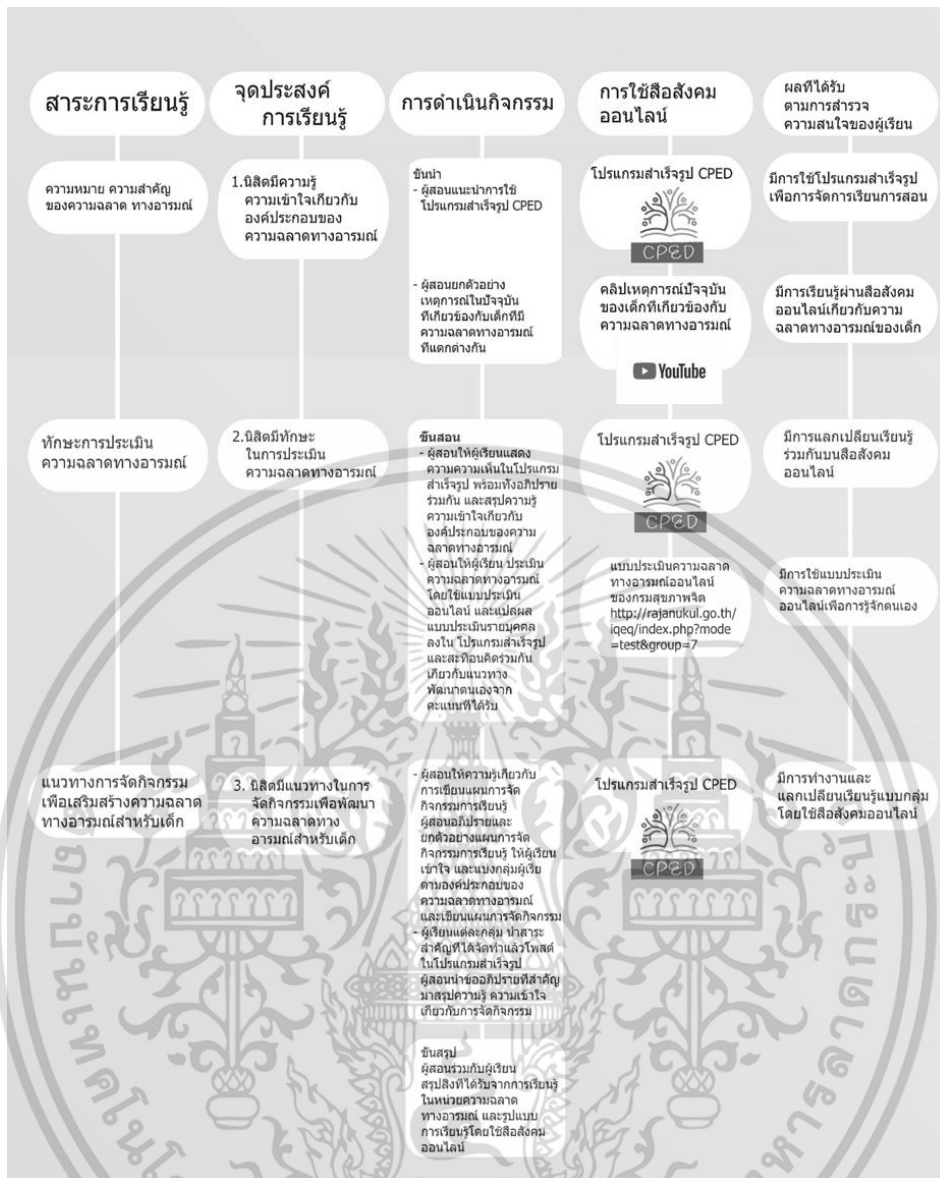 สาระการเรียนรู้
จุดประสงค์
การเรียนรู้
การดำเนินกิจกรรม
การใช้สื่อสังคม
ออนไลน์
ผลที่ได้รับ
ตามการสำรวจ
ความสนใจของผู้เรียน
ความหมาย ความสำคัญ
ของความฉลาด ทางอารมณ์
1.นิสิตมีความรู้
ความเข้าใจเกี่ยวกับ
องค์ประกอบของ
ความฉลาดทางอารมณ์
ขั้นนำ
- ผู้สอนแนะนำการใช้
โปรแกรมสำเร็จรูป CPED
- ผู้สอนยกตัวอย่าง
เหตุการณ์ในปัจจุบัน
ที่เกี่ยวข้องกับเด็กที่มี
ความฉลาดทางอารมณ์
ที่แตกต่างกัน
โปรแกรมสำเร็จรูป CPED
CPED
คลิปเหตุการณ์ปัจจุบัน
ของเด็กที่เกี่ยวข้องกับ
ความฉลาดทางอารมณ์
YouTube
มีการใช้โปรแกรมสำเร็จรูป
เพื่อการจัดการเรียนการสอน
มีการเรียนรู้ผ่านสื่อสังคม
ออนไลน์เกี่ยวกับความ
ฉลาดทางอารมณ์ของเด็ก
ทักษะการประเมิน
ความฉลาดทางอารมณ์
2.นิสิตมีทักษะ
ในการประเมิน
ความฉลาดทางอารมณ์
ขั้นสอน
- ผู้สอนให้ผู้เรียนแสดง
ความความเห็นในโปรแกรม
สำเร็จรูป พร้อมทั้งอภิปราย
ร่วมกัน และสรุปความรู้
ความเข้าใจเกี่ยวกับ
องค์ประกอบของความ
ฉลาดทางอารมณ์
- ผู้สอนให้ผู้เรียน ประเมิน
ความฉลาดทางอารมณ์
โดยใช้แบบประเมิน
ออนไลน์ และแปลผล
แบบประเมินรายบุคคล
ลงใน โปรแกรมสำเร็จรูป
และสะท้อนคิดร่วมกัน
เกี่ยวกับแนวทาง
พัฒนาตนเองจาก
คะแนนที่ได้รับ
โปรแกรมสำเร็จรูป CPED
CPED
แบบประเมินความฉลาด
ทางอารมณ์ออนไลน์
ของกรมสุขภาพจิต
http://rajanukul.go.th/
iqeq/index.php?mode
=test&group=7
มีการแลกเปลี่ยนเรียนรู้
ร่วมกันบนสื่อสังคม
ออนไลน์
มีการใช้แบบประเมิน
ความฉลาดทางอารมณ์
ออนไลน์เพื่อการรู้จักตนเอง
แนวทางการจัดกิจกรรม
เพื่อเสริมสร้างความฉลาด
ทางอารมณ์สำหรับเด็ก
3. นิสิตมีแนวทางในการ
จัดกิจกรรมเพื่อพัฒนา
ความฉลาดทาง
อารมณ์สำหรับเด็ก
- ผู้สอนให้ความรู้เกี่ยวกับ
การเขียนแผนการจัด
กิจกรรมการเรียนรู้
ผู้สอนอภิปรายและ
ยกตัวอย่างแผนการจัด
กิจกรรมการเรียนรู้ ให้ผู้เรียน
เข้าใจ และแบ่งกลุ่มผู้เรีย
ตามองค์ประกอบของ
ความฉลาดทางอารมณ์
และเขียนแผนการจัดกิจกรรม
- ผู้เรียนแต่ละกลุ่ม นำสาระ
สำคัญที่ได้จัดทำแล้วโพสต์
ในโปรแกรมสำเร็จรูป
ผู้สอนนำข้ออภิปรายที่สำคัญ
มาสรุปความรู้ ความเข้าใจ
เกี่ยวกับการจัดกิจกรรม
ขั้นสรุป
ผู้สอนร่วมกับผู้เรียน
สรุปสิ่งที่ได้รับจากการเรียนรู้
ในหน่วยความฉลาด
ทางอารมณ์ และรูปแบบ
การเรียนรู้โดยใช้สื่อสังคม
ออนไลน์
โปรแกรมสำเร็จรูป CPED
CPED
มีการทำงานและ
แลกเปลี่ยนเรียนรู้แบบกลุ่ม
โดยใช้สื่อสังคมออนไลน์